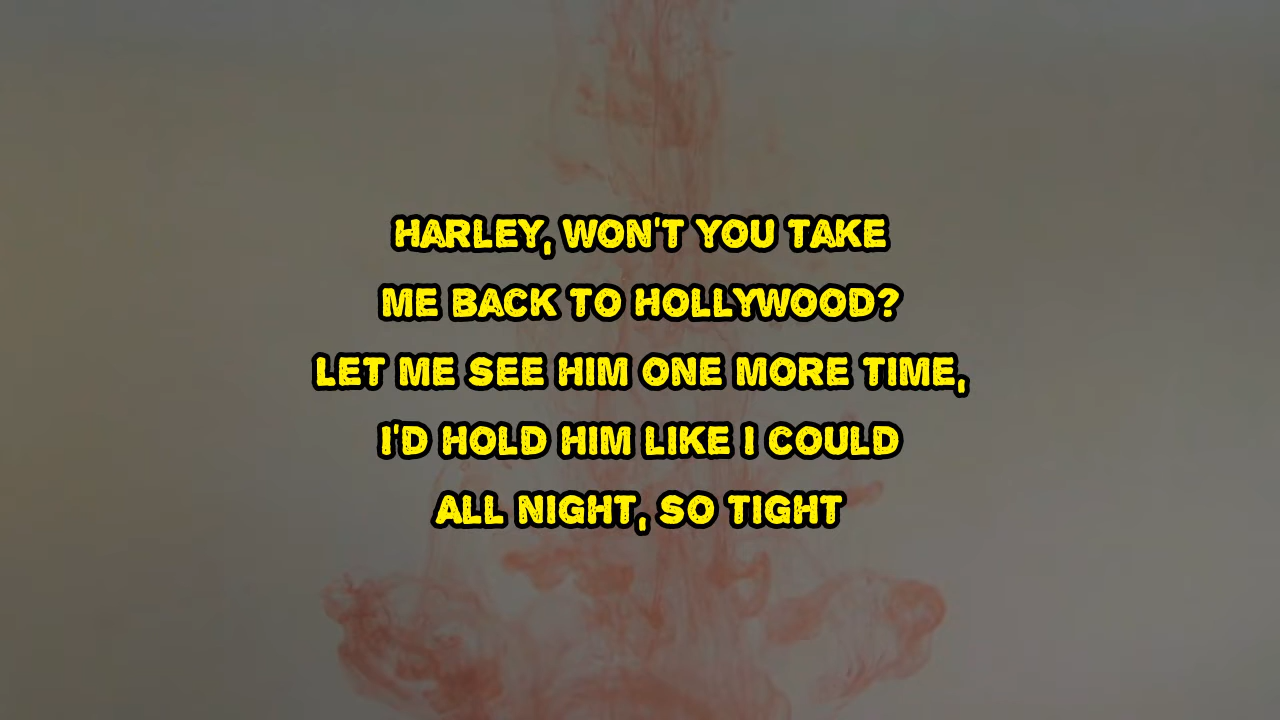 HARLEY, WON'T YOU TAKE
ME BACK TO HOLLYWOOD?
LET ME SEE HIM ONE MORE TIME,
I'D HOLD HIM LIKE I COULD
ALL NIGHT, SO TIGHT